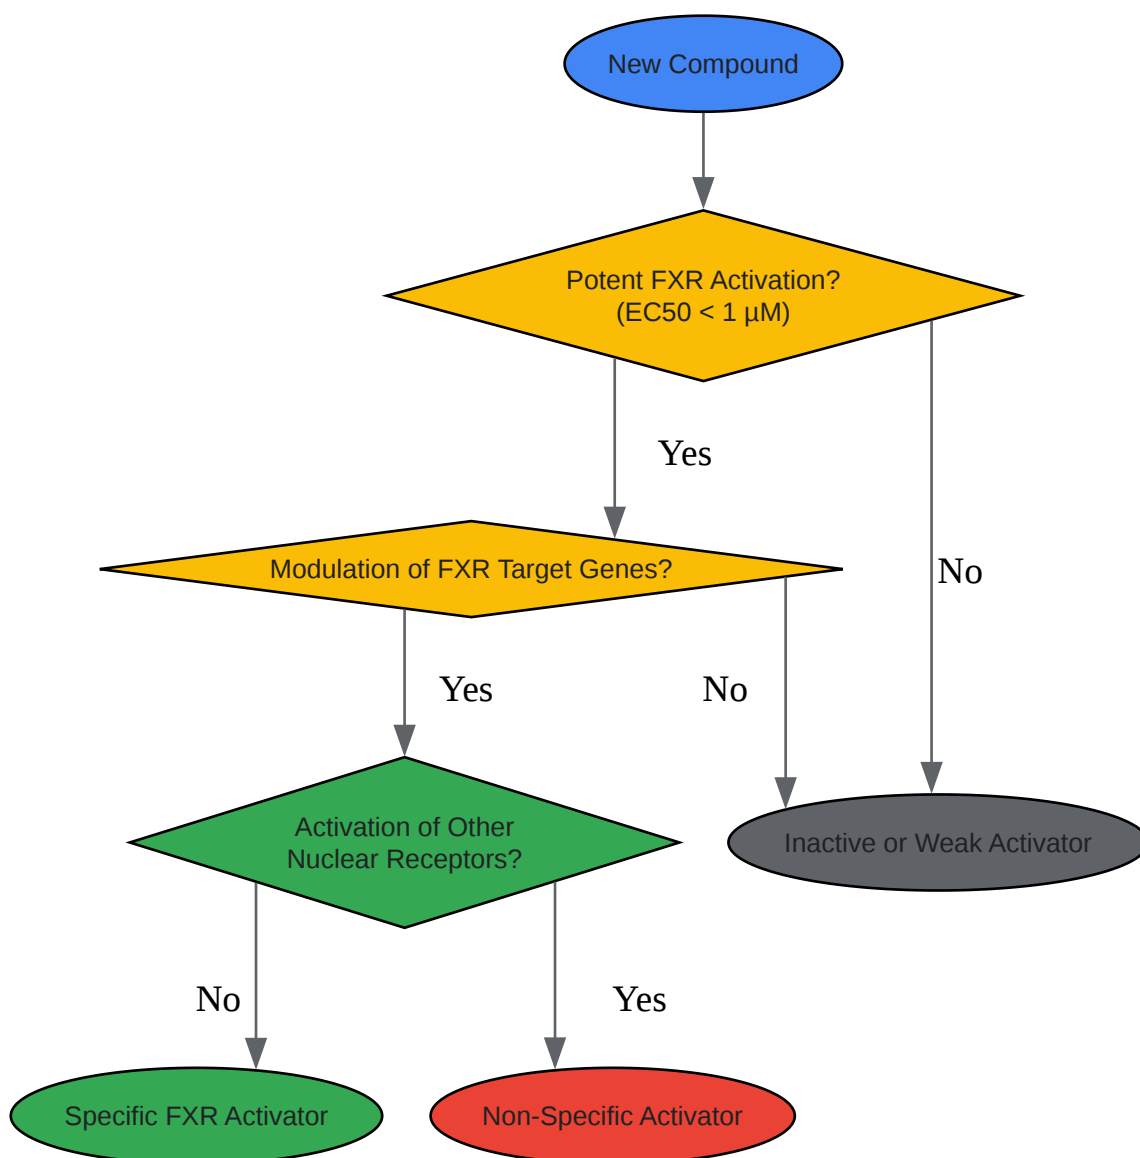 New Compound
Potent FXR Activation?
(EC50 < 1 µM)
Yes
Modulation of FXR Target Genes?
No
Yes
No
Activation of Other
Nuclear Receptors?
Inactive or Weak Activator
No
Yes
Specific FXR Activator
Non-Specific Activator